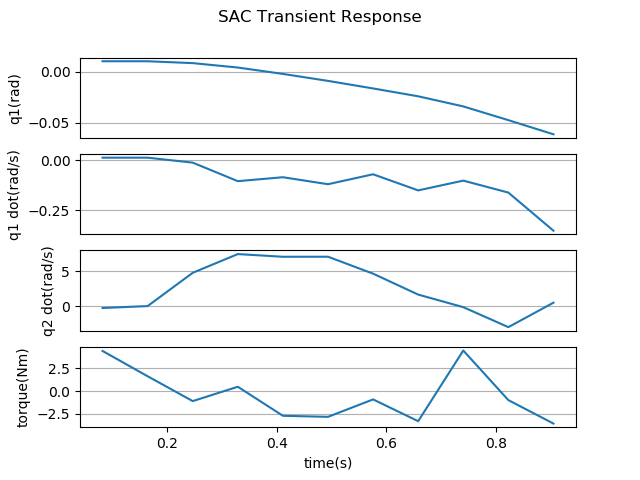 SAC Transient Response
q1(rad)
0.00
−0.05
q1 dot(rad/s)
0.00
−0.25
q2 dot(rad/s)
5
0
torque(Nm)
2.5
0.0
−2.5
0.2 0.4 0.6 0.8
time(s)